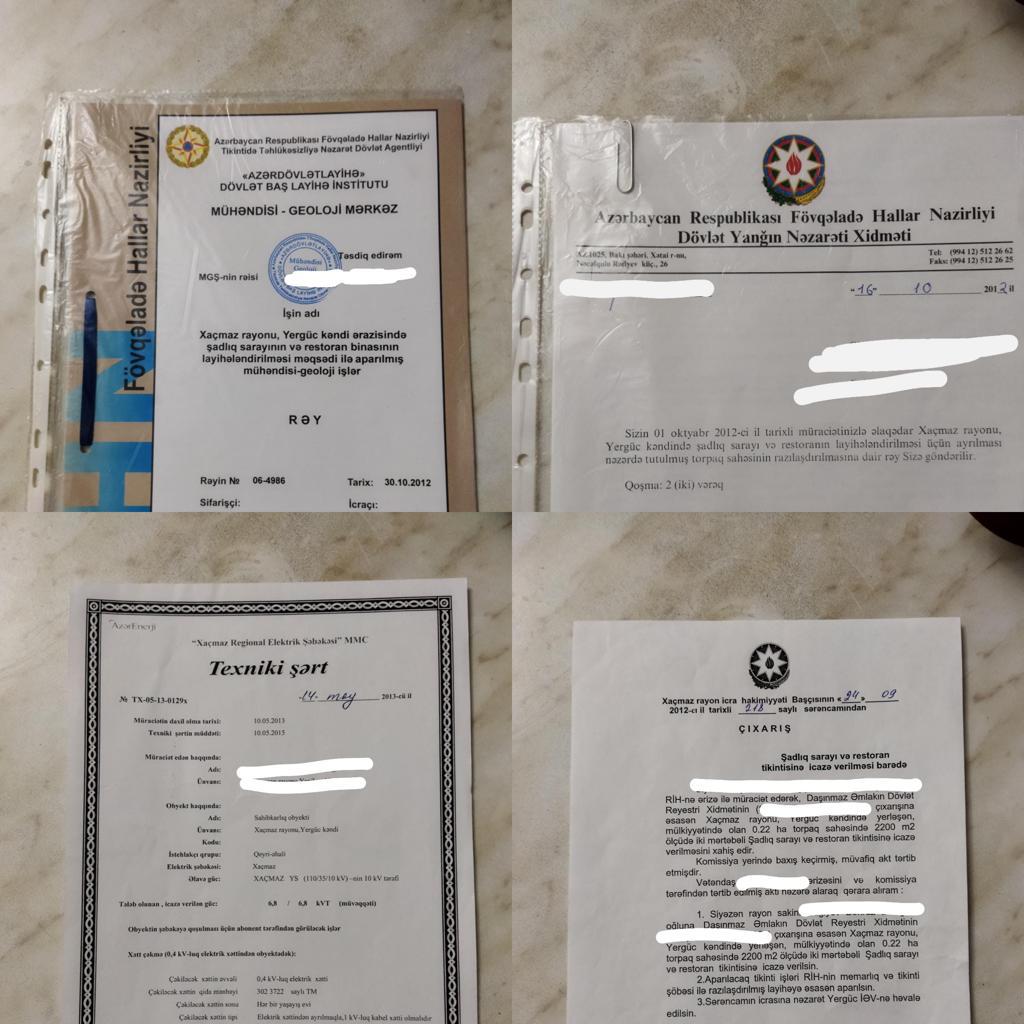 Fövqəladə Hallar Nazirliyi
HN
Azərbaycan Respublikası Fövqəladə Hallar Nazirliyi
Tikintidə Təhlükəsizliyə Nəzarət Dövlət Agentliyi
«AZƏRDÖVLƏTLAYİHƏ»
DÖVLƏT BAŞ LAYİHƏ İNSTİTUTU
MÜHƏNDİSİ - GEOLOJİ MƏRKƏZ
Təsdiq edirəm
Mühəndisi
Geoloji
MGŞ-nin rəisi
İşin adı
Xaçmaz rayonu, Yergüc kəndi ərazisində
şadlıq sarayının və restoran binasının
layihələndirilməsi məqsədi ilə aparılmış
mühəndisi-geoloji işlər
RƏY
Rəyin № 06-4986 Tarix: 30.10.2012
Sifarişçi: İcraçı:
Azərbaycan Respublikası Fövqəladə Hallar Nazirliyi
Dövlət Yanğın Nəzarəti Xidməti
AZ1025, Bakı şəhəri, Xətai r-nu,
Nəcəfqulu Rəfiyev küç., 26
Tel: (994 12) 512 26 62
Faks: (994 12) 512 26 25
"16" 10 2012 il
Sizin 01 oktyabr 2012-ci il tarixli müraciətinizlə əlaqədar Xaçmaz rayonu,
Yergüc kəndində şadlıq sarayı və restoranın layihələndirilməsi üçün ayrılması
nəzərdə tutulmuş torpaq sahəsinin razılaşdırılmasına dair rəy Sizə göndərilir.
Qoşma: 2 (iki) vərəq
AzərEnerji
"Xaçmaz Regional Elektrik Şəbəkəsi" MMC
Texniki şərt
№ TX-05-13-0129x 14 may 2013-cü il
Müraciətin daxil olma tarixi: 10.05.2013
Texniki şərtin müddəti: 10.05.2015
Müraciət edən haqqında:
Adı:
Ünvanı:
Obyekt haqqında:
Adı: Sahibkarlıq obyekti
Ünvanı: Xaçmaz rayonu,Yergüc kəndi
Kodu:
İstehlakçı qrupu: Qeyri-əhali
Elektrik şəbəkəsi: Xaçmaz
Əlavə güc: XAÇMAZ YS (110/35/10 kV) –nin 10 kV tərəfi
Tələb olunan , icazə verilən güc: 6,8 / 6,8 kVT (müvəqqəti)
Obyektin şəbəkəyə qoşulması üçün abonent tərəfindən görüləcək işlər
Xətt çəkmə (0,4 kV-luq elektrik xəttindən obyektədək):
Çəkiləcək xəttin əvvəli 0,4 kV-luq elektrik xətti
Çəkiləcək xəttin qida mənbəyi 302 3722 saylı TM
Çəkiləcək xəttin sonu Hər bir yaşayış evi
Çəkiləcək xəttin tipi Elektrik xəttindən ayrılmaqla,1 kV-luq kabel xətti olmalıdır
Xaçmaz rayon icra hakimiyyəti Başçısının «24» 09
2012-ci il tarixli 218 saylı sərəncamından
ÇIXARIŞ
Şadlıq sarayı və restoran
tikintisinə icazə verilməsi barədə
RİH-nə ərizə ilə müraciət edərək, Daşınmaz Əmlakın Dövlət
Reyestri Xidmətinin çıxarışına
əsasən Xaçmaz rayonu, Yergüc kəndində yerləşən,
mülkiyyətində olan 0.22 ha torpaq sahəsində 2200 m2
ölçüdə iki mərtəbəli Şadlıq sarayı və restoran tikintisinə icazə
verilməsini xahiş edir.
Komissiya yerində baxış keçirmiş, müvafiq akt tərtib
etmişdir.
Vətəndaş ərizəsini və komissiya
tərəfindən tərtib edilmiş aktı nəzərə alaraq qərara alıram :
1. Siyəzən rayon sakini
oğluna Daşınmaz Əmlakın Dövlət Reyestri Xidmətinin
çıxarışına əsasən Xaçmaz rayonu,
Yergüc kəndində yerləşən, mülkiyyətində olan 0.22 ha
torpaq sahəsində 2200 m2 ölçüdə iki mərtəbəli Şadlıq sarayı
və restoran tikintisinə icazə verilsin.
2.Aparılacaq tikinti işləri RİH-nin memarlıq və tikinti
şöbəsi ilə razılaşdırılmış layihəyə əsasən aparılsın.
3.Sərəncamın icrasına nəzarət Yergüc İƏV-nə həvalə
edilsin.